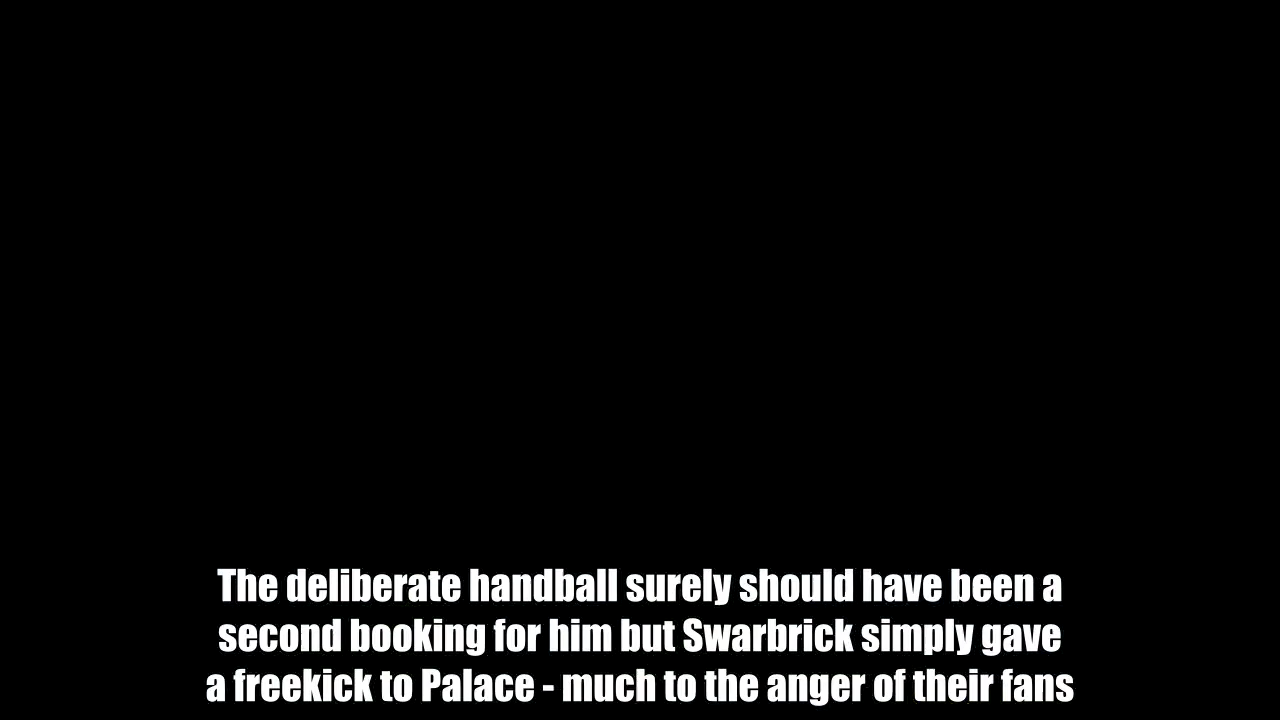 The deliberate handball surely should have been a
second booking for him but Swarbrick simply gave
a freekick to Palace - much to the anger of their fans